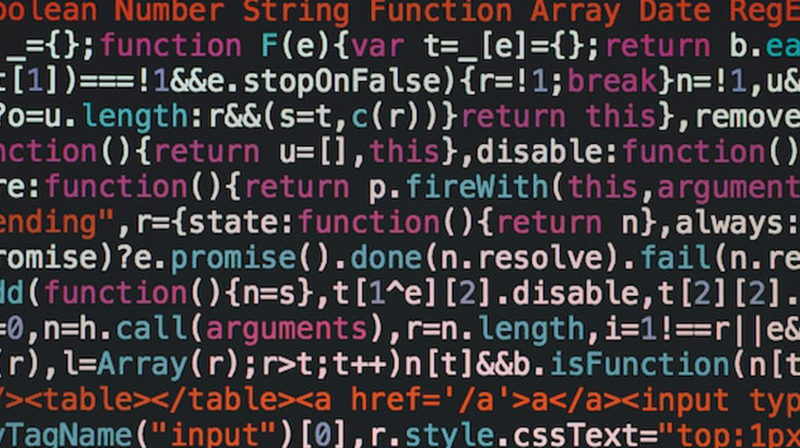 oolean Number String Function Array Date RegE
_={};function F(e){var t=_[e]={};return b.ea
t[1])===!1&&e.stopOnFalse){r=!1;break}n=!1,u&
?o=u.length:r&&(s=t,c(r))}return this},remove
nction(){return u=[],this},disable:function()
re:function(){return p.fireWith(this,argument
ending",r={state:function(){return n},always:
romise)?e.promise().done(n.resolve).fail(n.re
dd(function(){n=s},t[1^e][2].disable,t[2][2].
=0,n=h.call(arguments),r=n.length,i=1!==r||e&
(r),l=Array(r);r>t;t++)n[t]&&b.isFunction(n[t
/><table></table><a href='/a'>a</a><input typ
yTagName("input")[0],r.style.cssText="top:1px